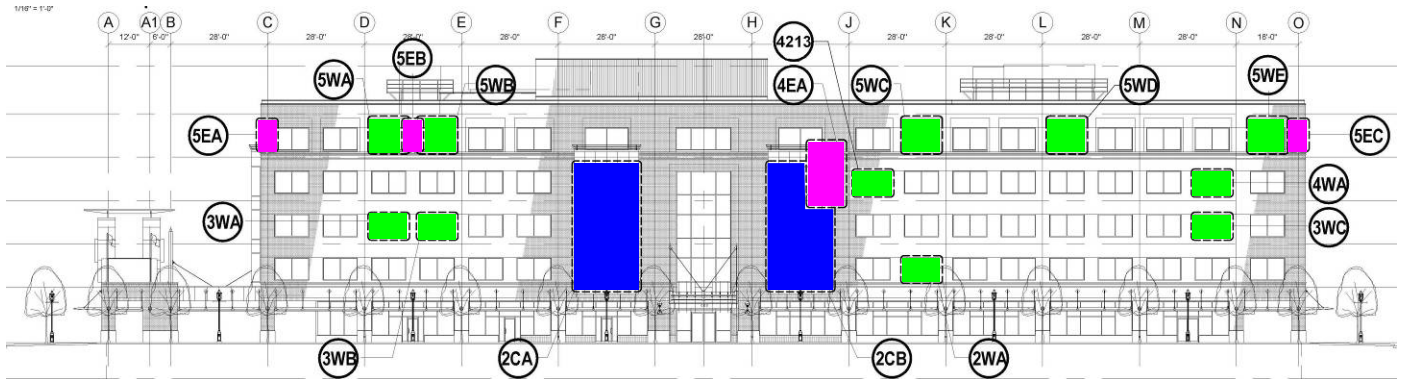 1/16" = 1'-0"
A A1 B C D E F G H J K L M N O
12'-0" 6'-0" 28'-0" 28'-0" 28'-0" 28'-0" 28'-0" 28'-0" 28'-0" 28'-0" 28'-0" 28'-0" 28'-0" 18'-0"
4213
5EB
5WA 5WB 4EA 5WC 5WD 5WE
5EA 5EC
4WA
3WA 3WC
3WB 2CA 2CB 2WA